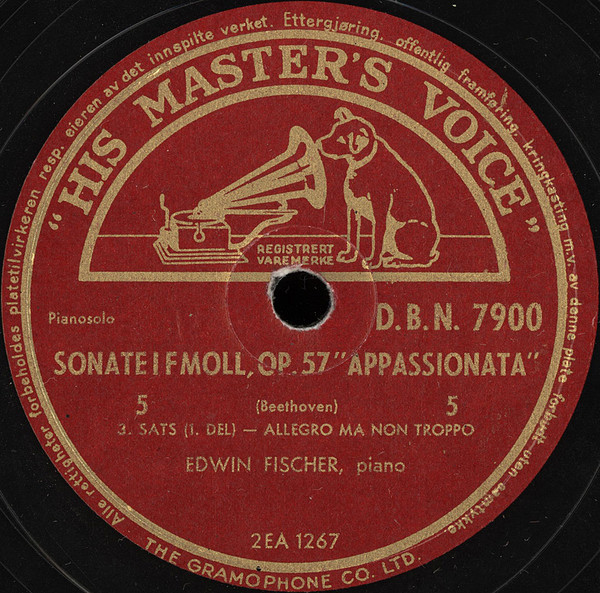 Alle rettigheter forbeholdes platetilvirkeren resp. eieren av det innspilte verket. Ettergjøring, offentlig framføring, kringkasting m.v. av denne plate forbudt uten samtykke.
"HIS MASTER'S VOICE"
REGISTRERT
VAREMERKE
Pianosolo
D.B.N. 7900
SONATE I F MOLL, OP. 57 "APPASSIONATA"
5 (Beethoven) 5
3. SATS (1. DEL) — ALLEGRO MA NON TROPPO
EDWIN FISCHER, piano
2EA 1267
THE GRAMOPHONE CO. LTD.